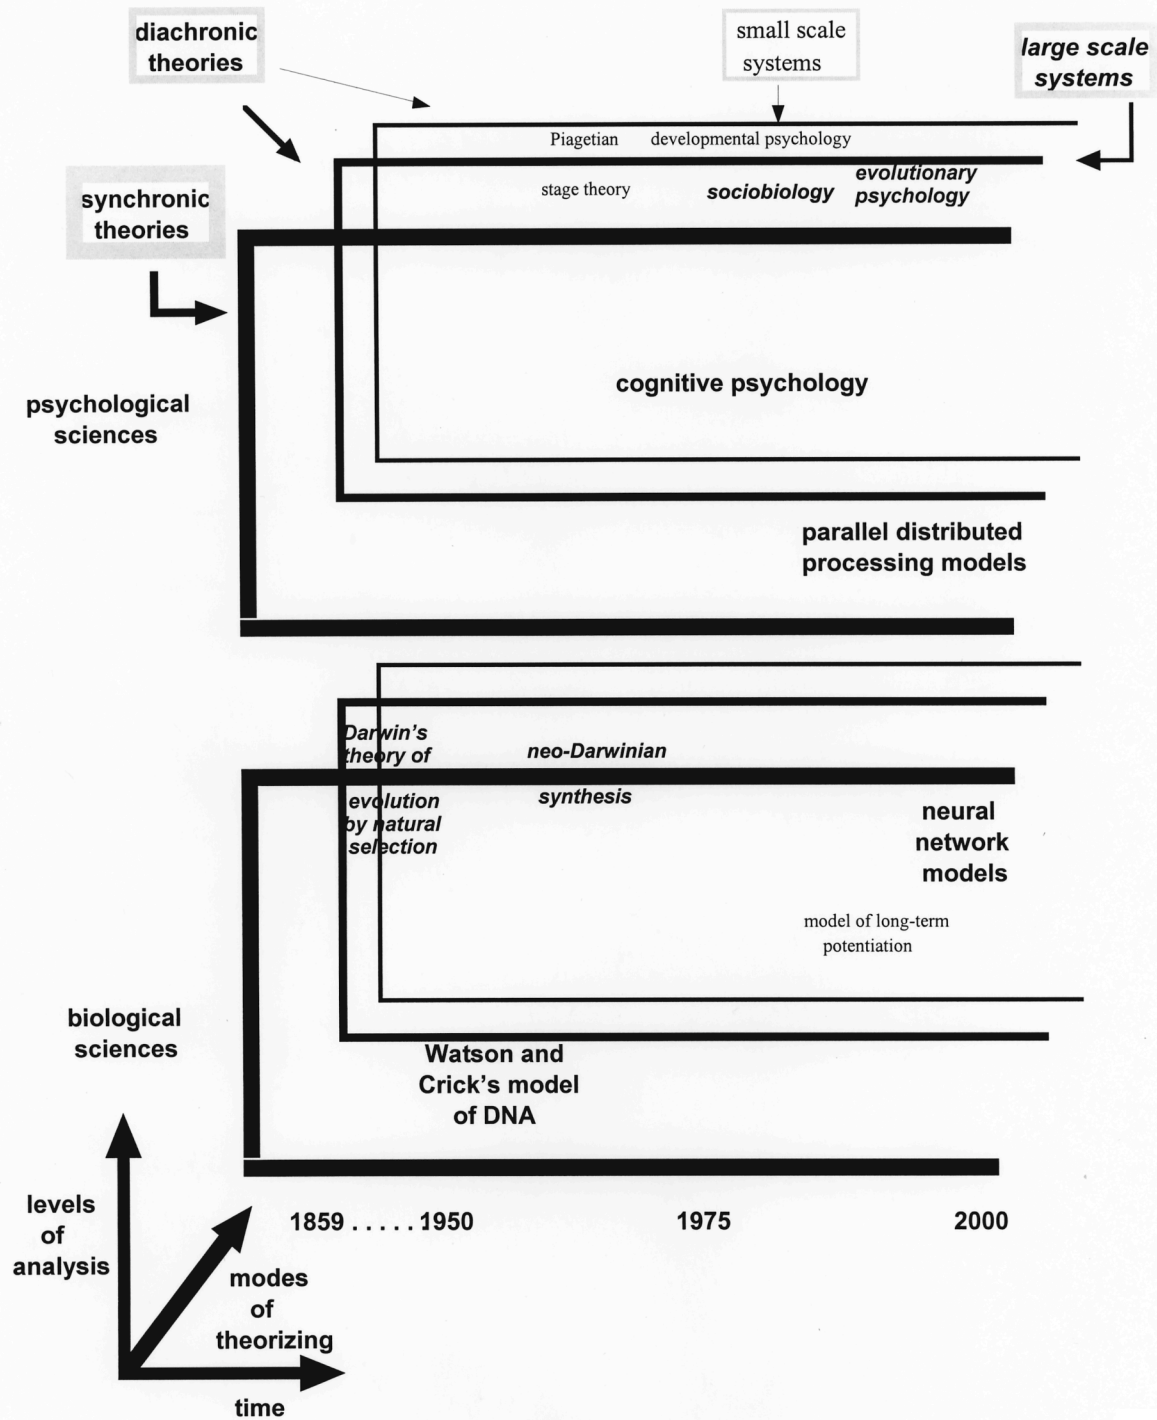 diachronic
theories
small scale
systems
large scale
systems
Piagetian developmental psychology
synchronic
theories
stage theory
sociobiology
evolutionary
psychology
cognitive psychology
psychological
sciences
parallel distributed
processing models
Darwin's
theory of
evolution
by natural
selection
neo-Darwinian
synthesis
neural
network
models
model of long-term
potentiation
biological
sciences
Watson and
Crick's model
of DNA
levels
of
analysis
1859 . . . . . 1950
1975
2000
modes
of
theorizing
time